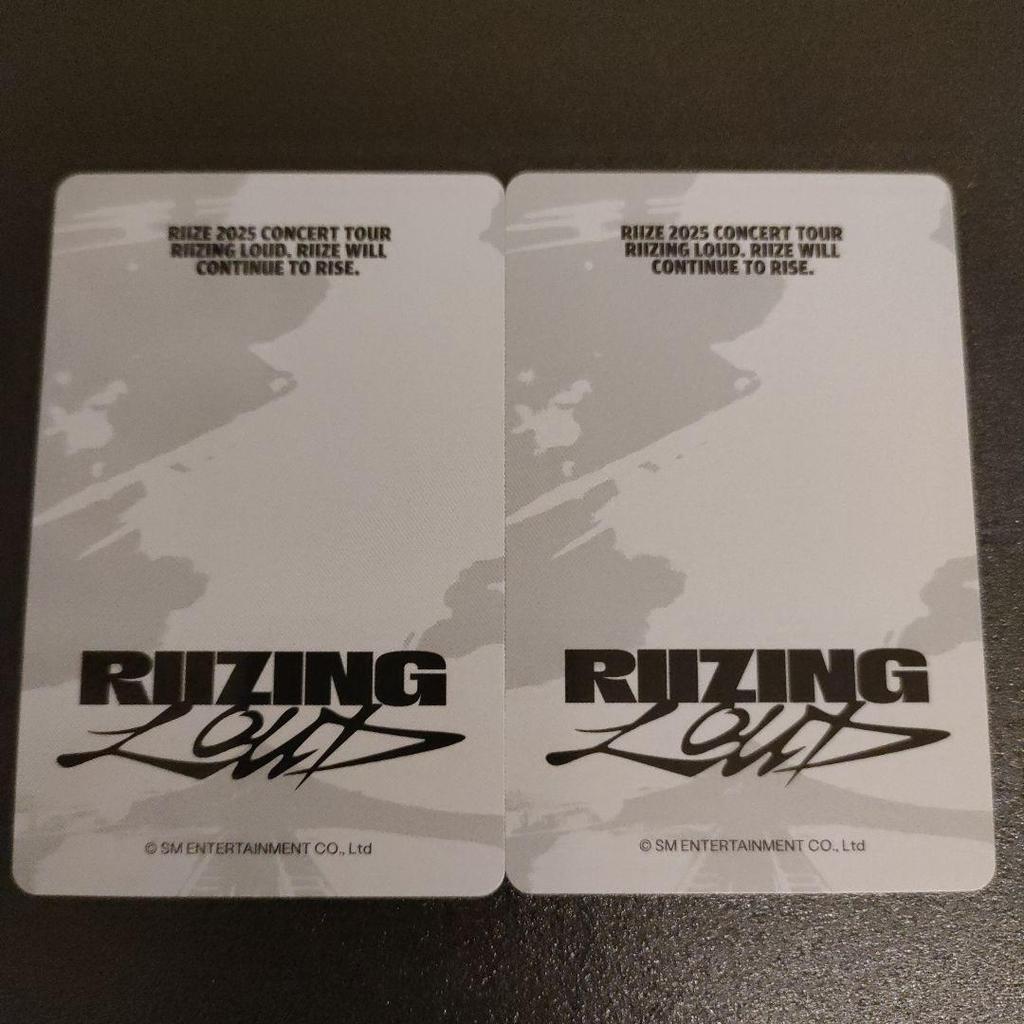 RIIZE 2025 CONCERT TOUR
RIIZING LOUD. RIIZE WILL
CONTINUE TO RISE.
RIIZING
LOUD
© SM ENTERTAINMENT CO., Ltd
RIIZE 2025 CONCERT TOUR
RIIZING LOUD. RIIZE WILL
CONTINUE TO RISE.
RIIZING
LOUD
© SM ENTERTAINMENT CO., Ltd